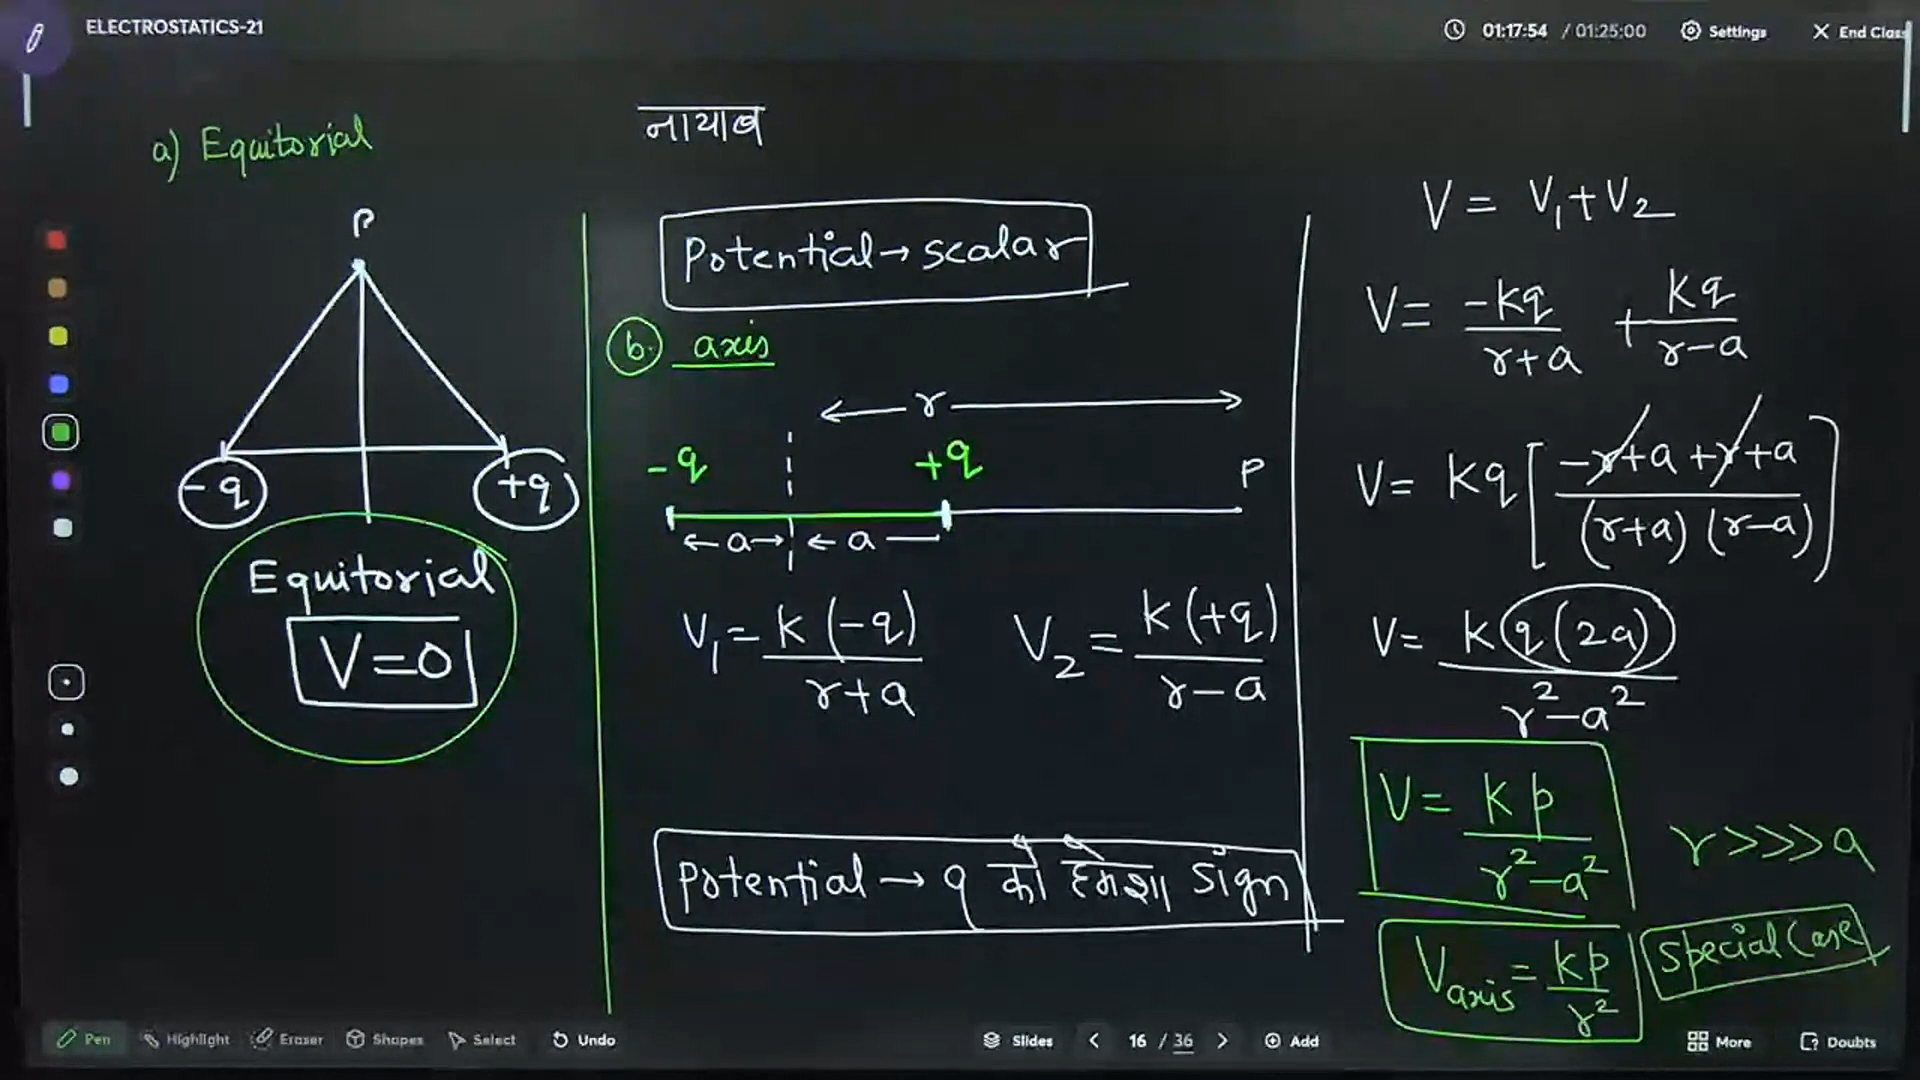 ELECTROSTATICS-21
01:17:54 / 01:25:00
Settings
End Class
a) Equitorial
P
-q
+q
Equitorial
V=0
नायाब
Potential→scalar
b. axis
r
-q
+q
P
←a→
←a—
V₁ = k(-q) / r+a
V₂ = k(+q) / r-a
Potential → q को हमेशा sign
V = V₁+V₂
V = -kq / r+a + kq / r-a
V = kq [ -r+a+r+a / (r+a)(r-a) ]
V = kq(2a) / r²-a²
V = kp / r²-a²
r>>>a
Vaxis = kp / r²
special Case
Pen
Highlight
Eraser
Shapes
Select
Undo
Slides
16 / 36
Add
More
Doubts